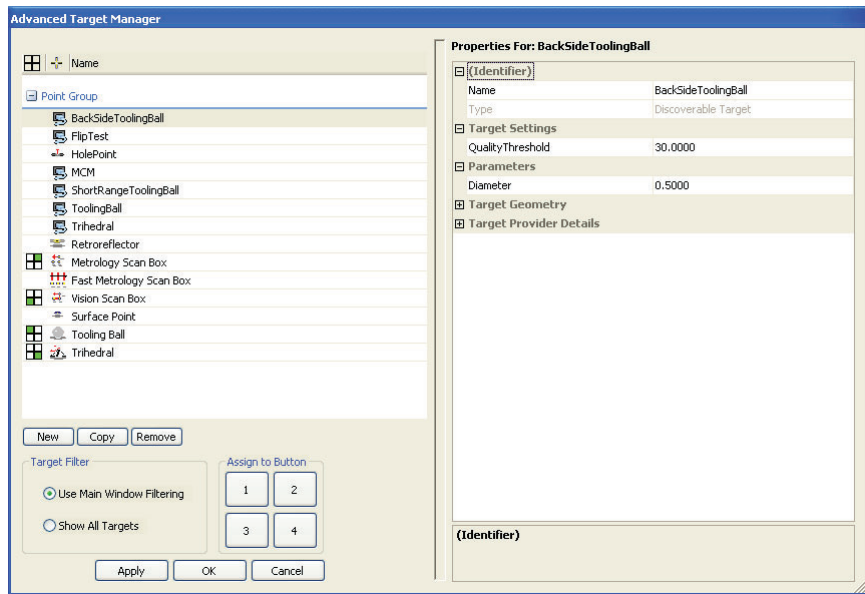 Advanced Target Manager
Name
Point Group
BackSideToolingBall
FlipTest
HolePoint
MCM
ShortRangeToolingBall
ToolingBall
Trihedral
Retroreflector
Metrology Scan Box
Fast Metrology Scan Box
Vision Scan Box
Surface Point
Tooling Ball
Trihedral
New Copy Remove
Target Filter
Use Main Window Filtering
Show All Targets
Assign to Button
1 2
3 4
Apply OK Cancel
Properties For: BackSideToolingBall
(Identifier)
Name BackSideToolingBall
Type Discoverable Target
Target Settings
QualityThreshold 30.0000
Parameters
Diameter 0.5000
Target Geometry
Target Provider Details
(Identifier)